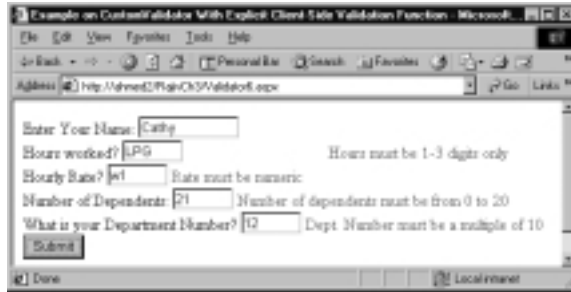 Example on CustomValidator With Explicit Client Side Validation Function - Microsoft...
File Edit View Favorites Tools Help
Back Personal Bar Search Favorites
Address http://ahmed2/PlainCh3/Validator6.aspx Go Links
Enter Your Name: Cathy
Hours worked? LPG Hours must be 1-3 digits only
Hourly Rate? w1 Rate must be numeric
Number of Dependents: 21 Number of dependents must be from 0 to 20
What is your Department Number? 12 Dept. Number must be a multiple of 10
Submit
Done Local intranet